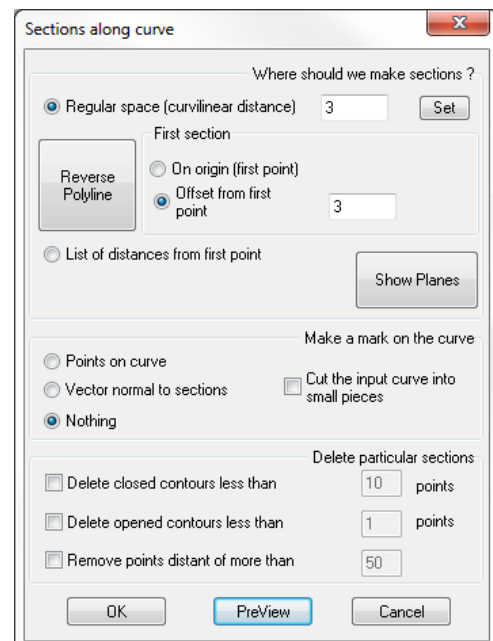 Sections along curve
Where should we make sections ?
Regular space (curvilinear distance) 3 Set
First section
Reverse
Polyline
On origin (first point)
Offset from first
point
3
List of distances from first point
Show Planes
Make a mark on the curve
Points on curve
Vector normal to sections
Cut the input curve into
small pieces
Nothing
Delete particular sections
Delete closed contours less than 10 points
Delete opened contours less than 1 points
Remove points distant of more than 50
OK PreView Cancel